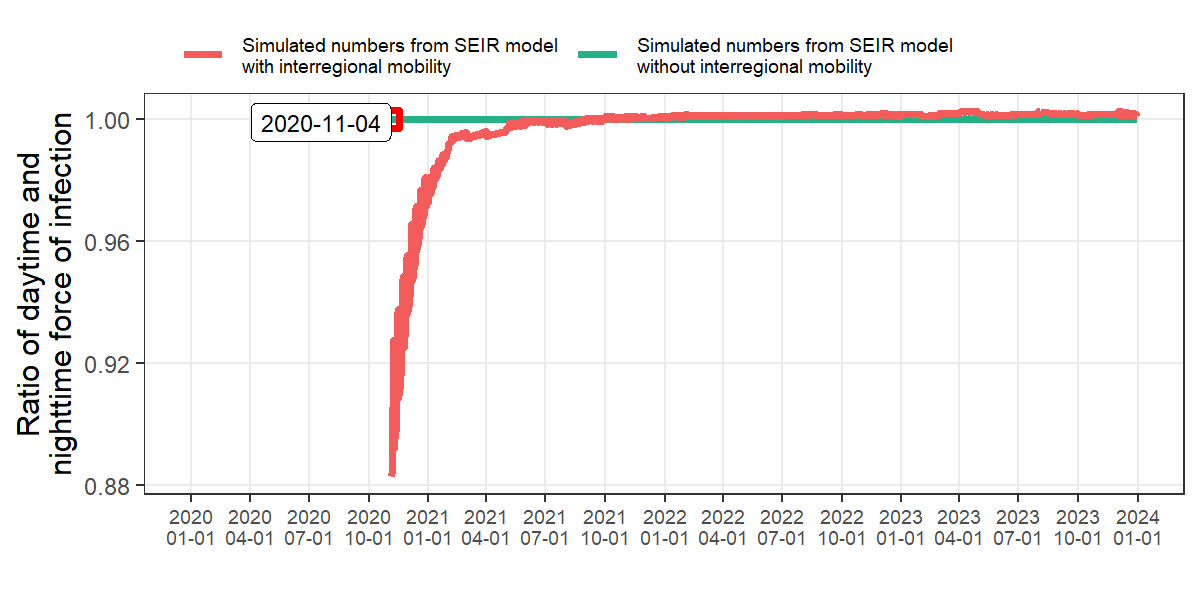 Simulated numbers from SEIR model
with interregional mobility
Simulated numbers from SEIR model
without interregional mobility
Ratio of daytime and
nighttime force of infection
1.00
0.96
0.92
0.88
2020-11-04
2020 2020 2020 2020 2021 2021 2021 2021 2022 2022 2022 2022 2023 2023 2023 2023 2024
01-01 04-01 07-01 10-01 01-01 04-01 07-01 10-01 01-01 04-01 07-01 10-01 01-01 04-01 07-01 10-01 01-01